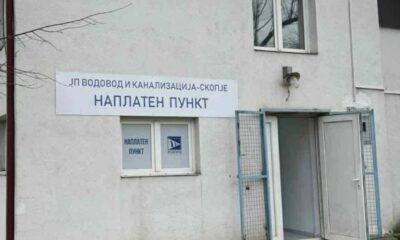 ЈП ВОДОВОД И КАНАЛИЗАЦИЈА-СКОПЈЕ
НАПЛАТЕН ПУНКТ
НАПЛАТЕН
ПУНКТ